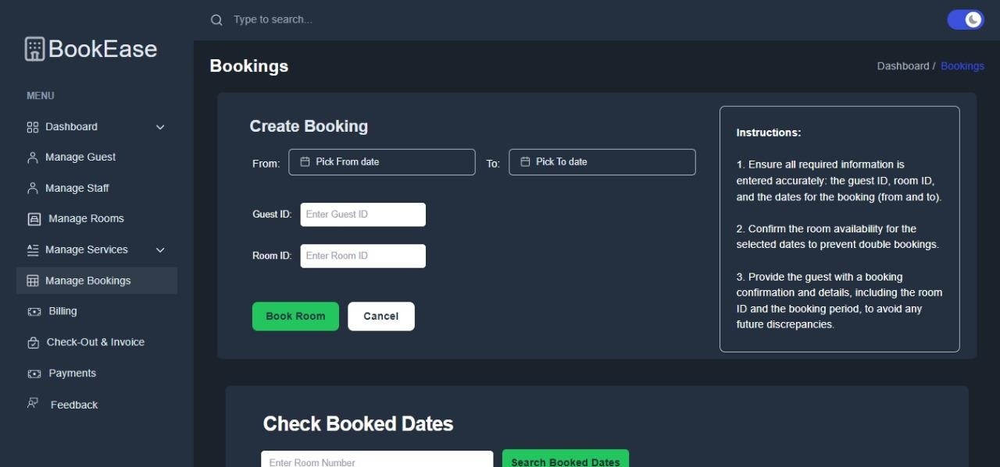 Type to search...
BookEase
MENU
Dashboard
Manage Guest
Manage Staff
Manage Rooms
Manage Services
Manage Bookings
Billing
Check-Out & Invoice
Payments
Feedback
Bookings
Dashboard / Bookings
Create Booking
From: Pick From date To: Pick To date
Guest ID: Enter Guest ID
Room ID: Enter Room ID
Book Room Cancel
Instructions:
1. Ensure all required information is
entered accurately: the guest ID, room ID,
and the dates for the booking (from and to).
2. Confirm the room availability for the
selected dates to prevent double bookings.
3. Provide the guest with a booking
confirmation and details, including the room
ID and the booking period, to avoid any
future discrepancies.
Check Booked Dates
Enter Room Number Search Booked Dates